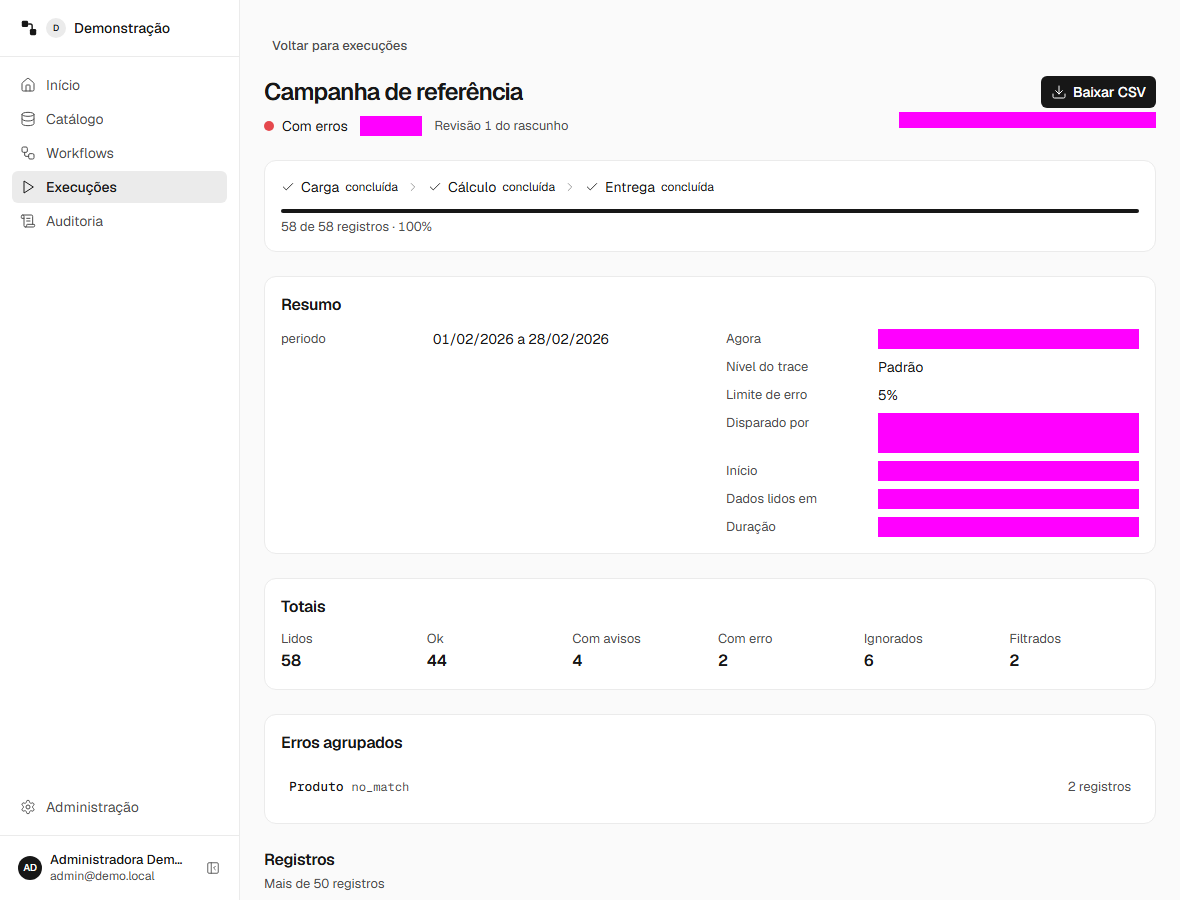 D Demonstração
Início
Catálogo
Workflows
Execuções
Auditoria
Administração
AD Administradora Dem...
admin@demo.local
Voltar para execuções
Campanha de referência
Baixar CSV
Com erros Revisão 1 do rascunho
Carga concluída Cálculo concluída Entrega concluída
58 de 58 registros · 100%
Resumo
periodo 01/02/2026 a 28/02/2026
Agora
Nível do trace Padrão
Limite de erro 5%
Disparado por
Início
Dados lidos em
Duração
Totais
Lidos Ok Com avisos Com erro Ignorados Filtrados
58 44 4 2 6 2
Erros agrupados
Produto no_match 2 registros
Registros
Mais de 50 registros